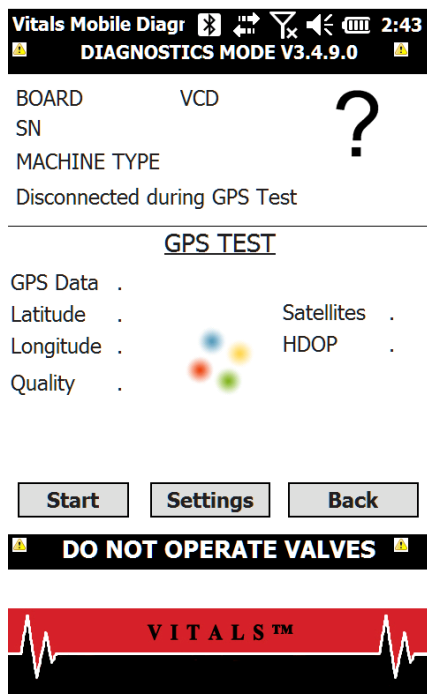 Vitals Mobile Diagr 2:43
DIAGNOSTICS MODE V3.4.9.0
BOARD VCD
SN
MACHINE TYPE
Disconnected during GPS Test
?
GPS TEST
GPS Data .
Latitude . Satellites .
Longitude . HDOP .
Quality .
Start Settings Back
DO NOT OPERATE VALVES
VITALS™